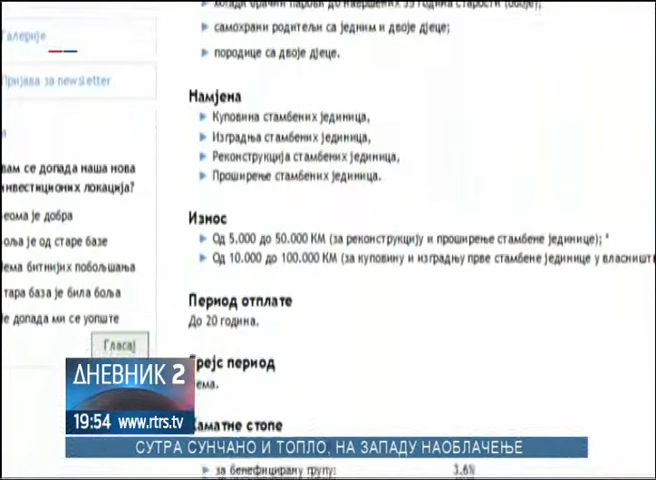 млади брачни парови до навршених 35 година старости (обоје);
самохрани родитељи са једним и двоје дјеце;
породице са двоје дјеце.
Галерије
Пријава за newsletter
Намјена
Куповина стамбених јединица,
Изградња стамбених јединица,
Реконструкција стамбених јединица,
Проширење стамбених јединица.
вам се допада наша нова
инвестиционих локација?
еома је добра
оља је од старе базе
ема битнијих побољшања
тара база је била боља
е допада ми се уопште
Гласај
Износ
Од 5.000 до 50.000 КМ (за реконструкцију и проширење стамбене јединице); *
Од 10.000 до 100.000 КМ (за куповину и изградњу прве стамбене јединице у власништ
Период отплате
До 20 година.
рејс период
ема.
аматне стопе
за бенефицирану групу: 3,6%
ДНЕВНИК 2
19:54 www.rtrs.tv
СУТРА СУНЧАНО И ТОПЛО, НА ЗАПАДУ НАОБЛАЧЕЊЕ